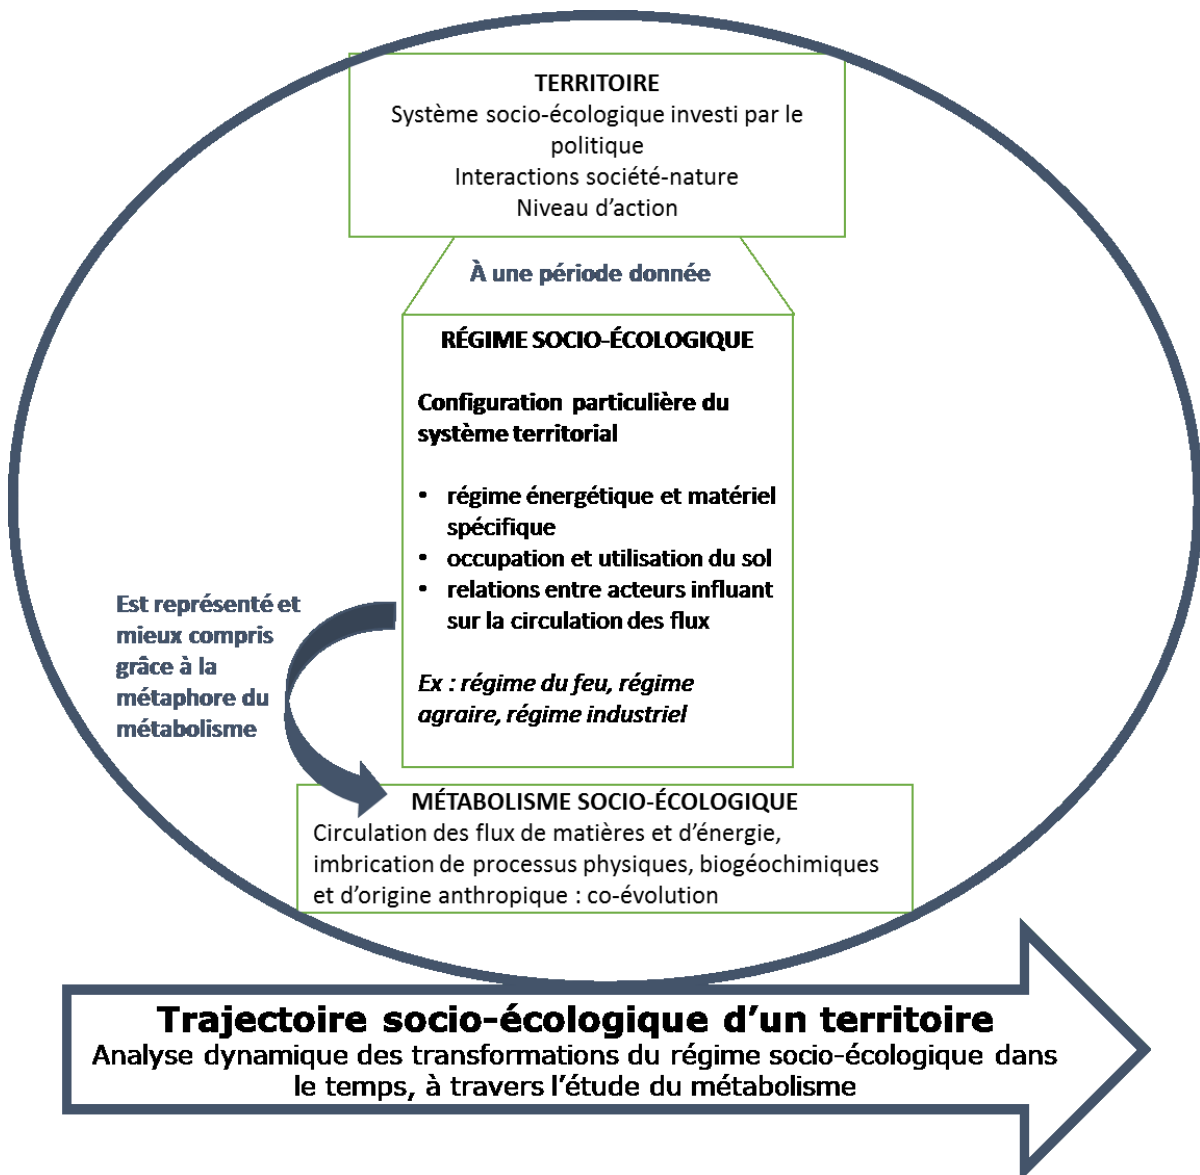 TERRITOIRE
Système socio-écologique investi par le
politique
Interactions société-nature
Niveau d'action
À une période donnée
RÉGIME SOCIO-ÉCOLOGIQUE
Configuration particulière du
système territorial
• régime énergétique et matériel
spécifique
• occupation et utilisation du sol
• relations entre acteurs influant
sur la circulation des flux
Ex : régime du feu, régime
agraire, régime industriel
Est représenté et
mieux compris
grâce à la
métaphore du
métabolisme
MÉTABOLISME SOCIO-ÉCOLOGIQUE
Circulation des flux de matières et d'énergie,
imbrication de processus physiques, biogéochimiques
et d'origine anthropique : co-évolution
Trajectoire socio-écologique d'un territoire
Analyse dynamique des transformations du régime socio-écologique dans
le temps, à travers l'étude du métabolisme